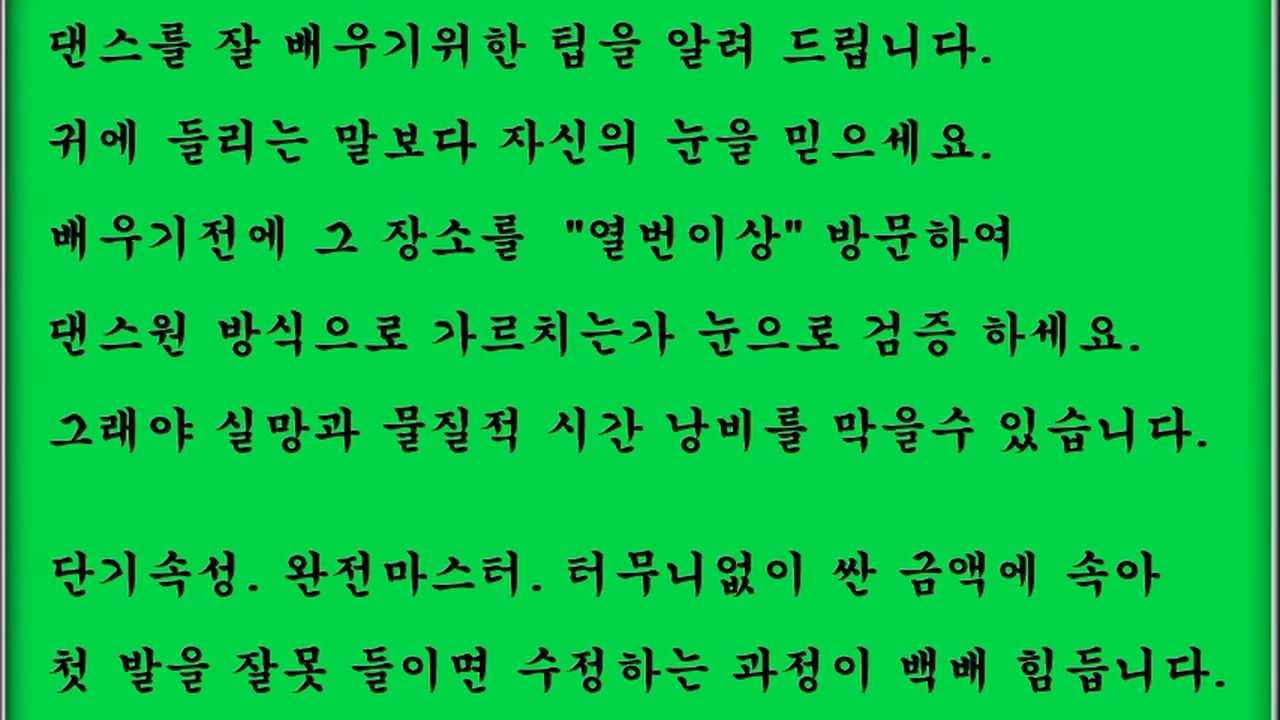 댄스를 잘 배우기위한 팁을 알려 드립니다.
귀에 들리는 말보다 자신의 눈을 믿으세요.
배우기전에 그 장소를 "열번이상" 방문하여
댄스원 방식으로 가르치는가 눈으로 검증 하세요.
그래야 실망과 물질적 시간 낭비를 막을수 있습니다.
단기속성. 완전마스터. 터무니없이 싼 금액에 속아
첫 발을 잘못 들이면 수정하는 과정이 백배 힘듭니다.